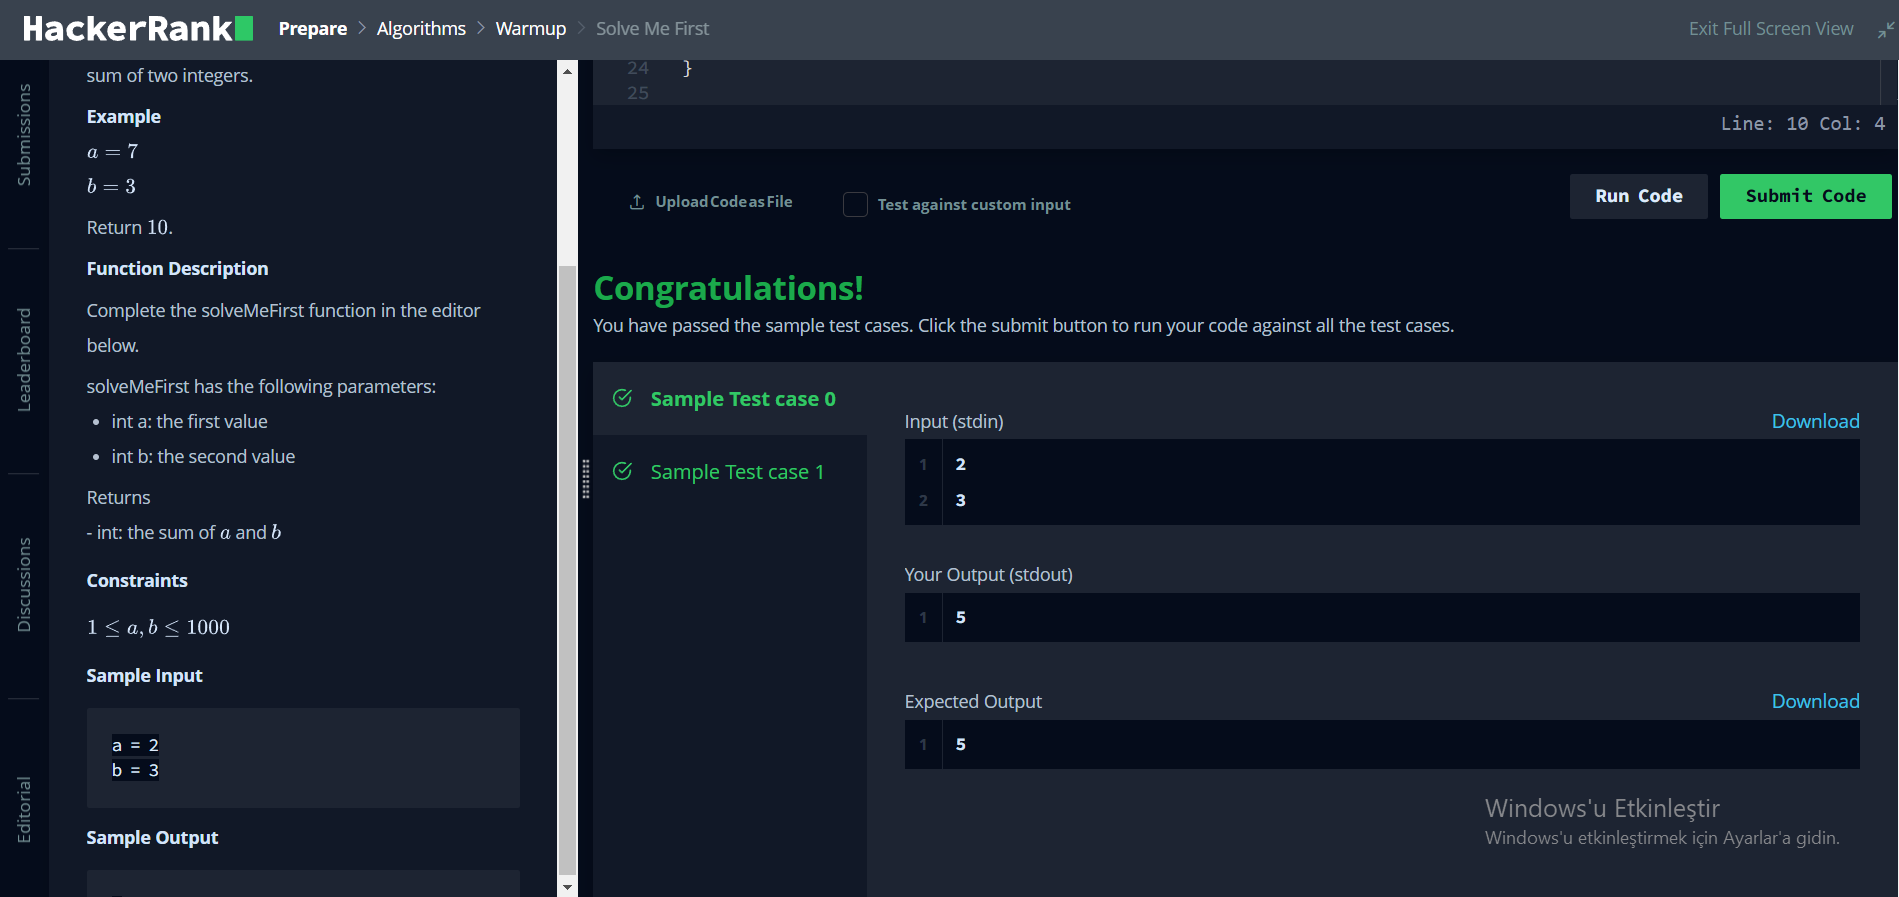 HackerRank Prepare > Algorithms > Warmup > Solve Me First Exit Full Screen View
Submissions
Leaderboard
Discussions
Editorial
sum of two integers.
Example
a = 7
b = 3
Return 10.
Function Description
Complete the solveMeFirst function in the editor
below.
solveMeFirst has the following parameters:
• int a: the first value
• int b: the second value
Returns
- int: the sum of a and b
Constraints
1 ≤ a, b ≤ 1000
Sample Input
a = 2
b = 3
Sample Output
24 }
25
Line: 10 Col: 4
Upload Code as File Test against custom input Run Code Submit Code
Congratulations!
You have passed the sample test cases. Click the submit button to run your code against all the test cases.
Sample Test case 0
Sample Test case 1
Input (stdin) Download
1 2
2 3
Your Output (stdout)
1 5
Expected Output Download
1 5
Windows'u Etkinleştir
Windows'u etkinleştirmek için Ayarlar'a gidin.